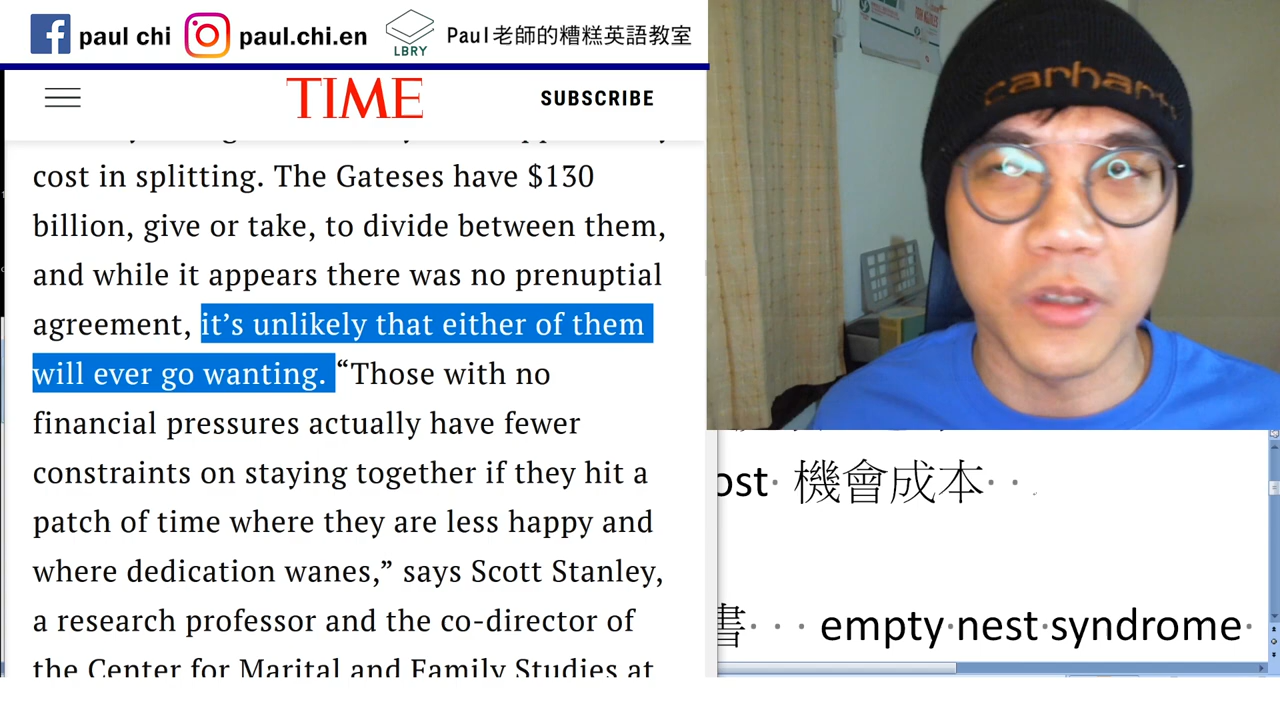 paul chi
paul.chi.en
LBRY
Paul老師的糟糕英語教室
TIME
SUBSCRIBE
cost in splitting. The Gateses have $130
billion, give or take, to divide between them,
and while it appears there was no prenuptial
agreement, it’s unlikely that either of them
will ever go wanting. “Those with no
financial pressures actually have fewer
constraints on staying together if they hit a
patch of time where they are less happy and
where dedication wanes,” says Scott Stanley,
a research professor and the co-director of
the Center for Marital and Family Studies at
carhartt
ost 機會成本
書 empty nest syndrome